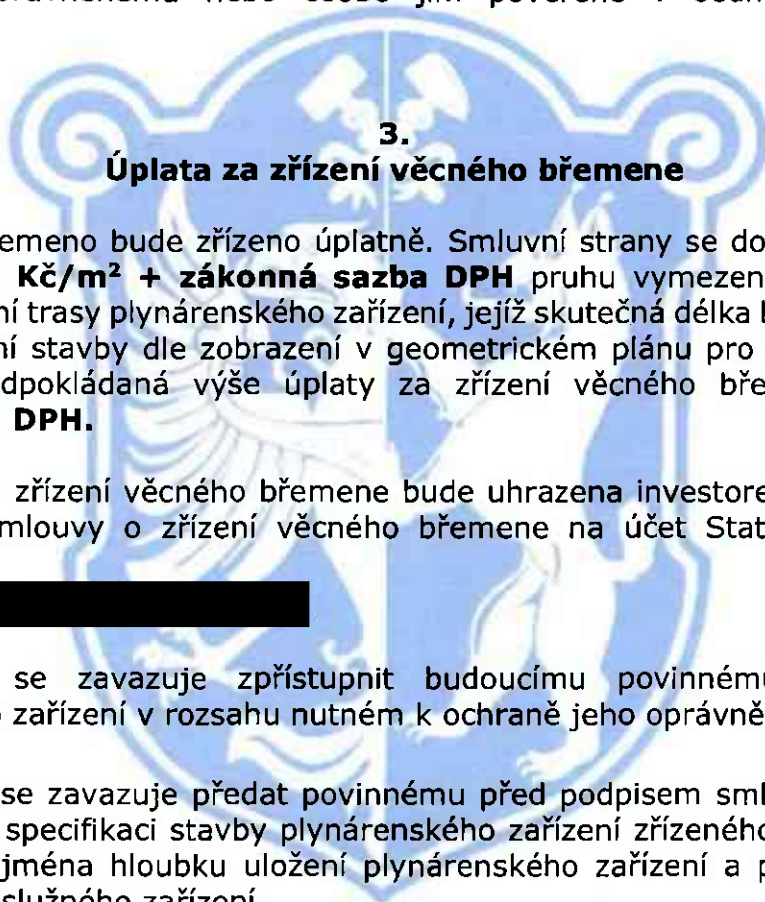 3.
Úplata za zřízení věcného břemene
emeno bude zřízeno úplatně. Smluvní strany se do
Kč/m² + zákonná sazba DPH pruhu vymezen
ní trasy plynárenského zařízení, jejíž skutečná délka b
ní stavby dle zobrazení v geometrickém plánu pro
dpokládaná výše úplaty za zřízení věcného bře
DPH.
zřízení věcného břemene bude uhrazena investore
mlouvy o zřízení věcného břemene na účet Stat
se zavazuje zpřístupnit budoucímu povinnému
zařízení v rozsahu nutném k ochraně jeho oprávně
se zavazuje předat povinnému před podpisem sml
specifikaci stavby plynárenského zařízení zřízeného
jména hloubku uložení plynárenského zařízení a p
služného zařízení